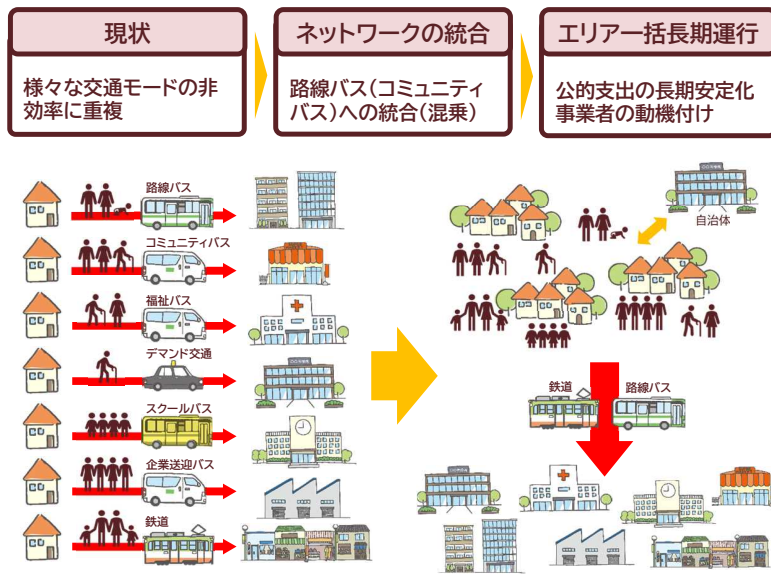 現状
様々な交通モードの非
効率に重複
ネットワークの統合
路線バス(コミュニティ
バス)への統合(混乗)
エリア一括長期運行
公的支出の長期安定化
事業者の動機付け
路線バス
コミュニティバス
福祉バス
デマンド交通
スクールバス
企業送迎バス
鉄道
自治体
鉄道
路線バス